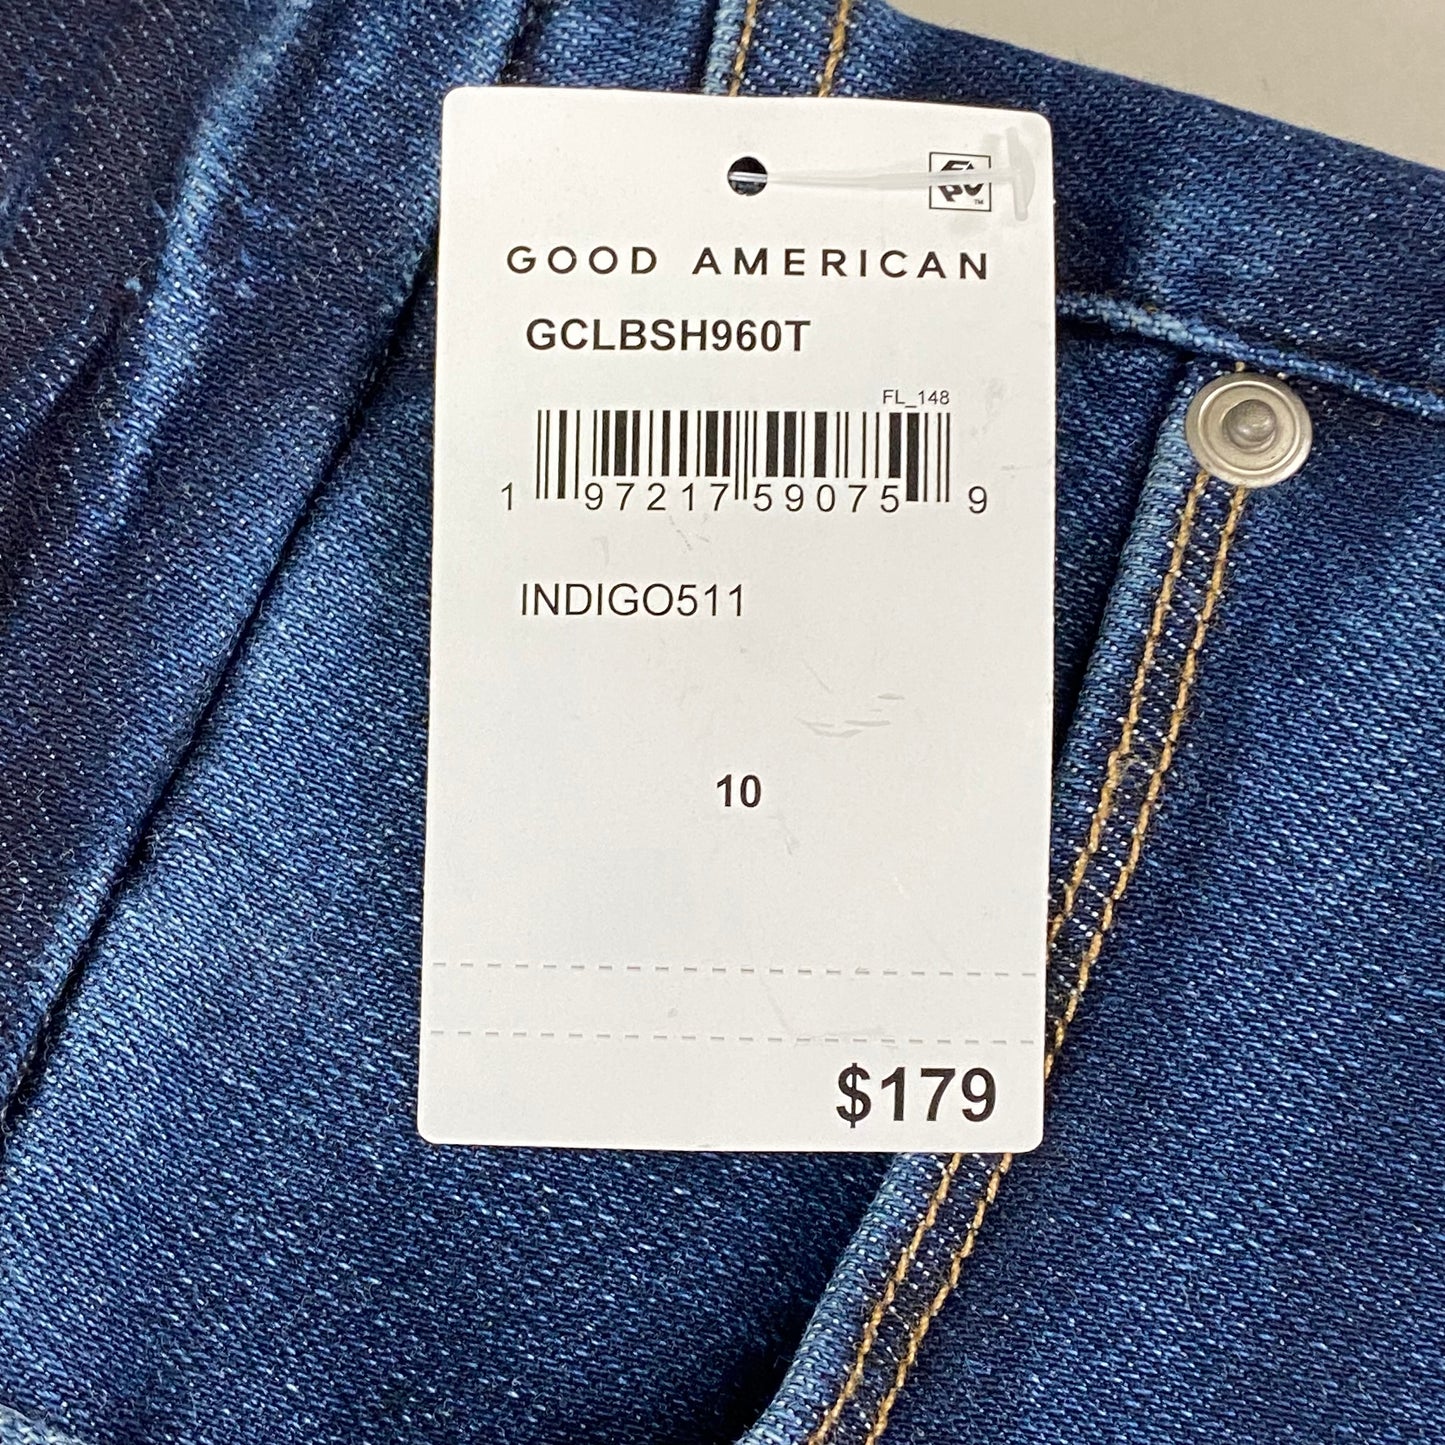 GOOD AMERICAN
GCLBSH960T
FL_148
1 97217 59075 9
INDIGO511
10
$179